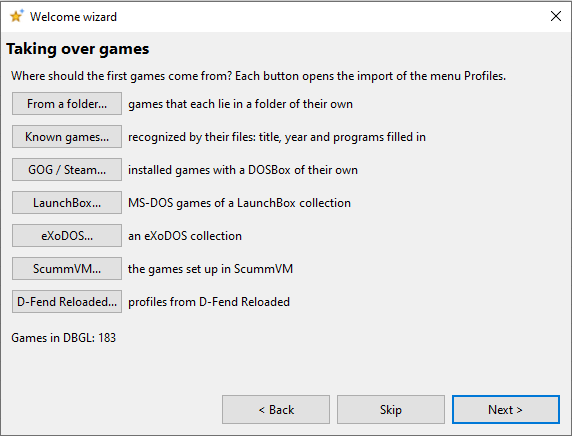 Welcome wizard
Taking over games
Where should the first games come from? Each button opens the import of the menu Profiles.
From a folder... games that each lie in a folder of their own
Known games... recognized by their files: title, year and programs filled in
GOG / Steam... installed games with a DOSBox of their own
LaunchBox... MS-DOS games of a LaunchBox collection
eXoDOS... an eXoDOS collection
ScummVM... the games set up in ScummVM
D-Fend Reloaded... profiles from D-Fend Reloaded
Games in DBGL: 183
< Back Skip Next >